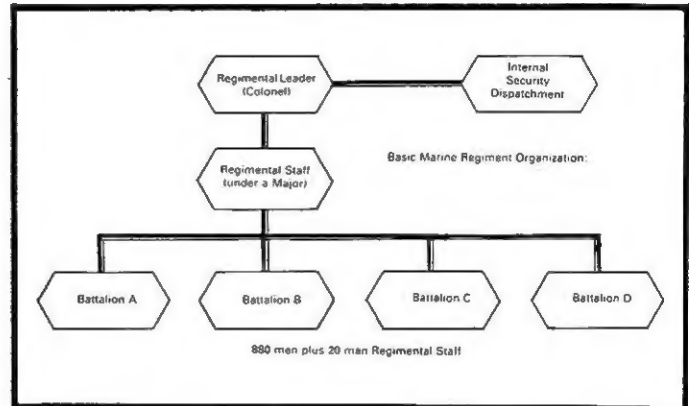 Regimental Leader
(Colonel)
Internal
Security
Dispatchment
Regimental Staff
(under a Major)
Basic Marine Regiment Organization:
Battalion A
Battalion B
Battalion C
Battalion D
880 men plus 20 man Regimental Staff